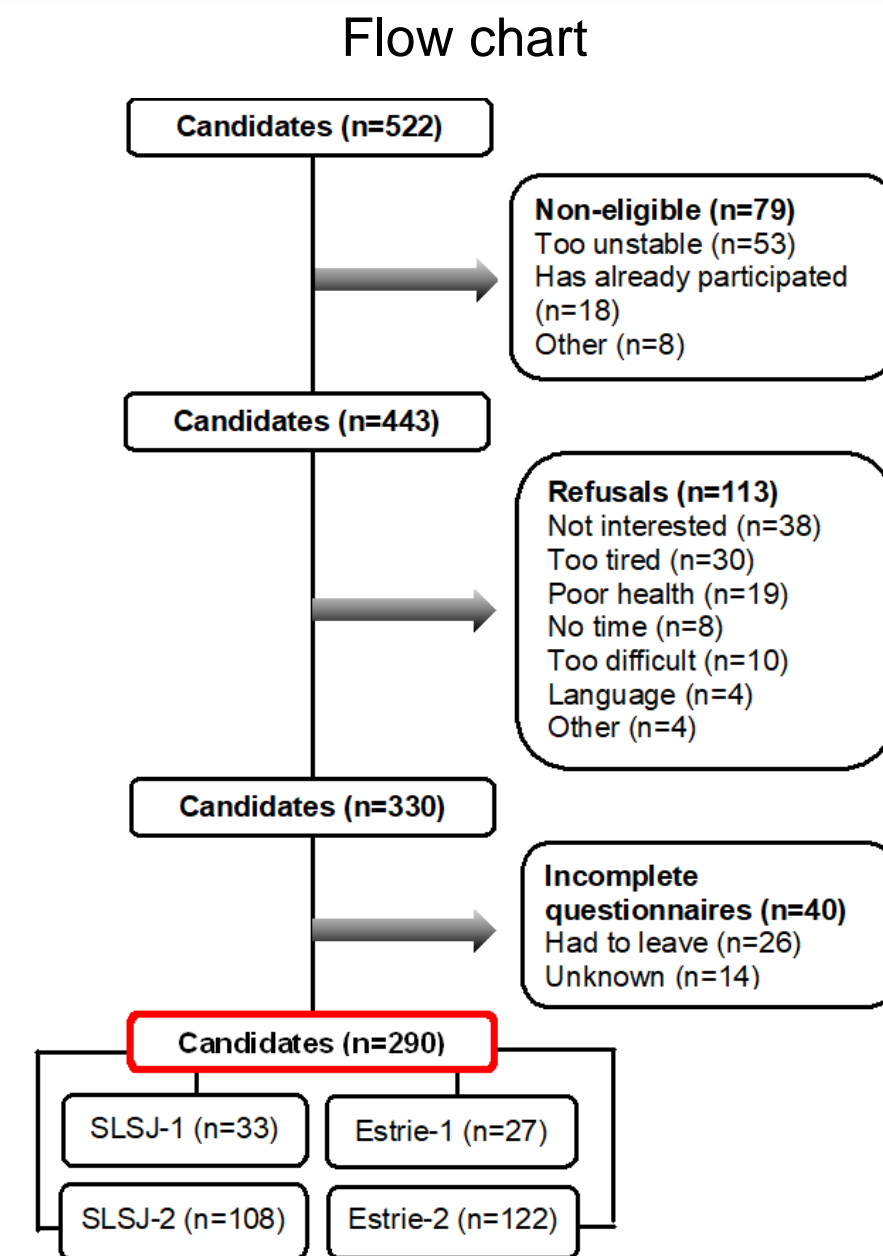 Flow chart
Candidates (n=522)
Non-eligible (n=79)
Too unstable (n=53)
Has already participated
(n=18)
Other (n=8)
Candidates (n=443)
Refusals (n=113)
Not interested (n=38)
Too tired (n=30)
Poor health (n=19)
No time (n=8)
Too difficult (n=10)
Language (n=4)
Other (n=4)
Candidates (n=330)
Incomplete
questionnaires (n=40)
Had to leave (n=26)
Unknown (n=14)
Candidates (n=290)
SLSJ-1 (n=33)
Estrie-1 (n=27)
SLSJ-2 (n=108)
Estrie-2 (n=122)